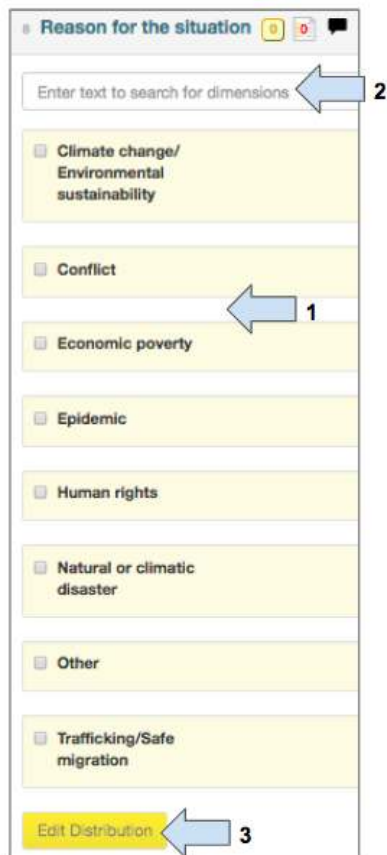 Reason for the situation 0 0
Enter text to search for dimensions
2
Climate change/
Environmental
sustainability
Conflict
1
Economic poverty
Epidemic
Human rights
Natural or climatic
disaster
Other
Trafficking/Safe
migration
Edit Distribution
3